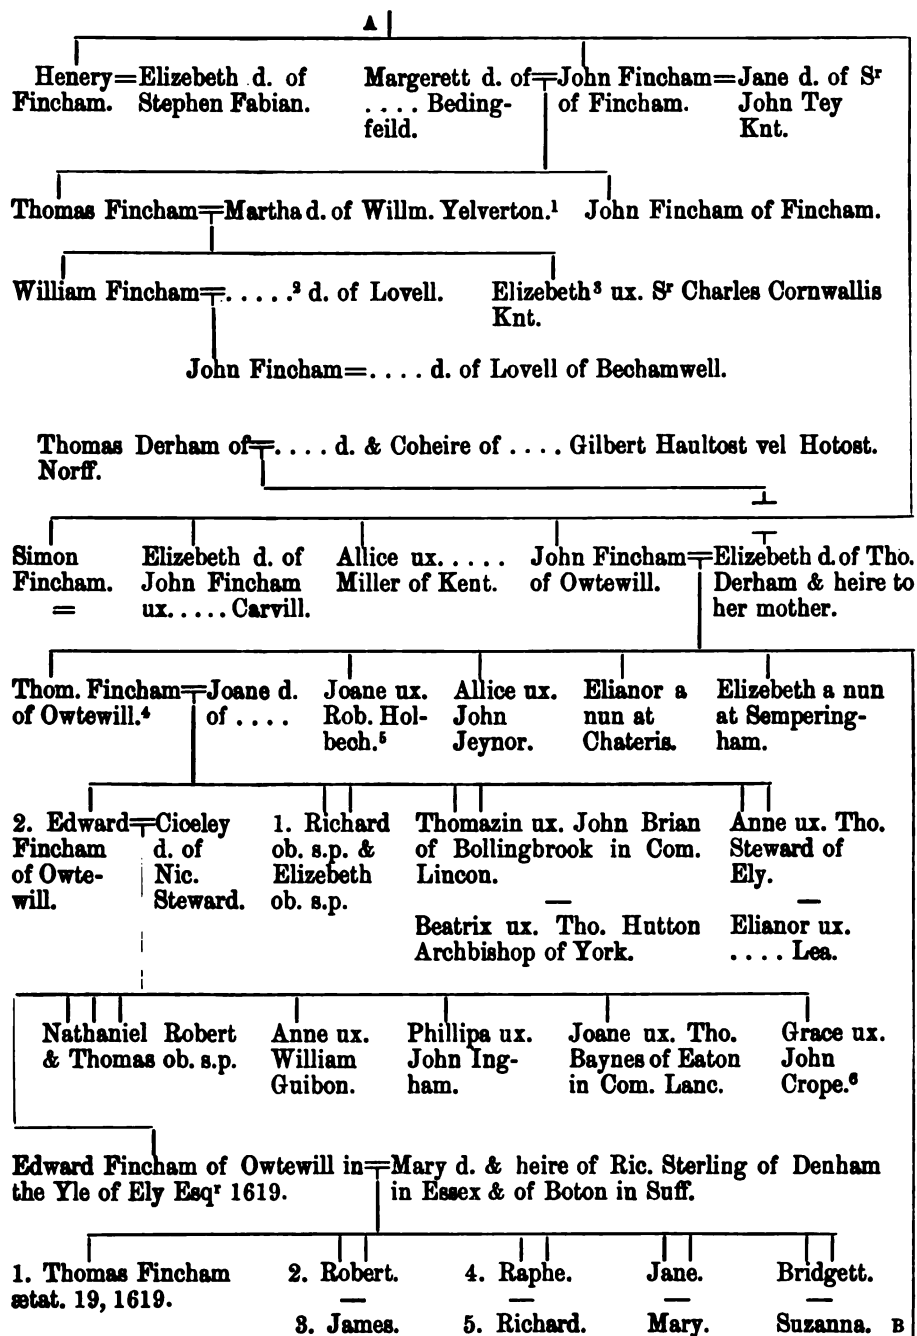 A
Henery=Elizebeth d. of Margerett d. of=John Fincham=Jane d. of Sʳ
Fincham. Stephen Fabian. . . . . Beding- of Fincham. John Tey
feild. Knt.
Thomas Fincham=Martha d. of Willm. Yelverton.¹ John Fincham of Fincham.
William Fincham=. . . . .² d. of Lovell. Elizebeth³ ux. Sʳ Charles Cornwallis
Knt.
John Fincham=. . . . d. of Lovell of Bechamwell.
Thomas Derham of=. . . . d. & Coheire of . . . . Gilbert Haultost vel Hotost.
Norff.
Simon Elizebeth d. of Allice ux. . . . . John Fincham=Elizebeth d. of Tho.
Fincham. John Fincham Miller of Kent. of Owtewill. Derham & heire to
= ux. . . . . Carvill. her mother.
Thom. Fincham=Joane d. Joane ux. Allice ux. Elianor a Elizebeth a nun
of Owtewill.⁴ of . . . . Rob. Hol- John nun at at Sempering-
bech.⁵ Jeynor. Chateris. ham.
2. Edward=Ciceley 1. Richard Thomazin ux. John Brian Anne ux. Tho.
Fincham d. of ob. s.p. & of Bollingbrook in Com. Steward of
of Owte- Nic. Elizebeth Lincon. Ely.
will. Steward. ob. s.p. — —
Beatrix ux. Tho. Hutton Elianor ux.
Archbishop of York. . . . . Lea.
Nathaniel Robert Anne ux. Phillipa ux. Joane ux. Tho. Grace ux.
& Thomas ob. s.p. William John Ing- Baynes of Eaton John
Guibon. ham. in Com. Lanc. Crope.⁶
Edward Fincham of Owtewill in=Mary d. & heire of Ric. Sterling of Denham
the Yle of Ely Esqʳ 1619. in Essex & of Boton in Suff.
1. Thomas Fincham 2. Robert. 4. Raphe. Jane. Bridgett.
ætat. 19, 1619. — — — —
3. James. 5. Richard. Mary. Suzanna. B